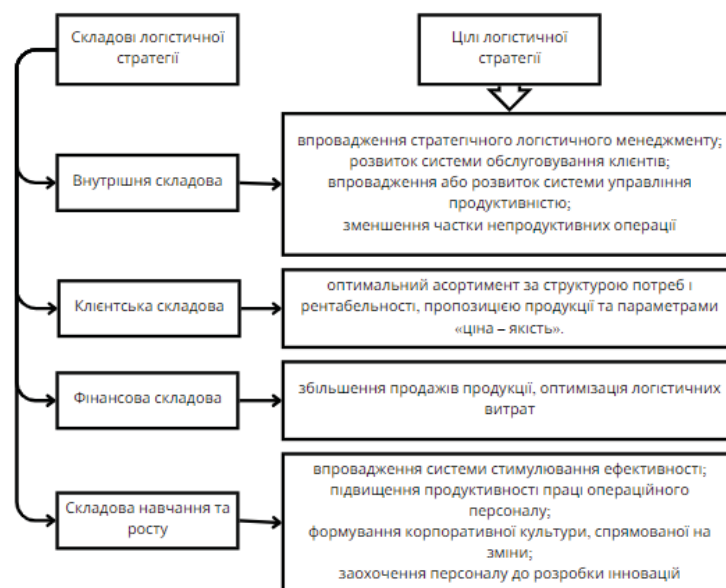 Складові логістичної
стратегії
Цілі логістичної
стратегії
Внутрішня складова
впровадження стратегічного логістичного менеджменту;
розвиток системи обслуговування клієнтів;
впровадження або розвиток системи управління
продуктивністю;
зменшення частки непродуктивних операції
Клієнтська складова
оптимальний асортимент за структурою потреб і
рентабельності, пропозицією продукції та параметрами
«ціна – якість».
Фінансова складова
збільшення продажів продукції, оптимізація логістичних
витрат
Складова навчання та
росту
впровадження системи стимулювання ефективності;
підвищення продуктивності праці операційного
персоналу;
формування корпоративної культури, спрямованої на
зміни;
заохочення персоналу до розробки інновацій